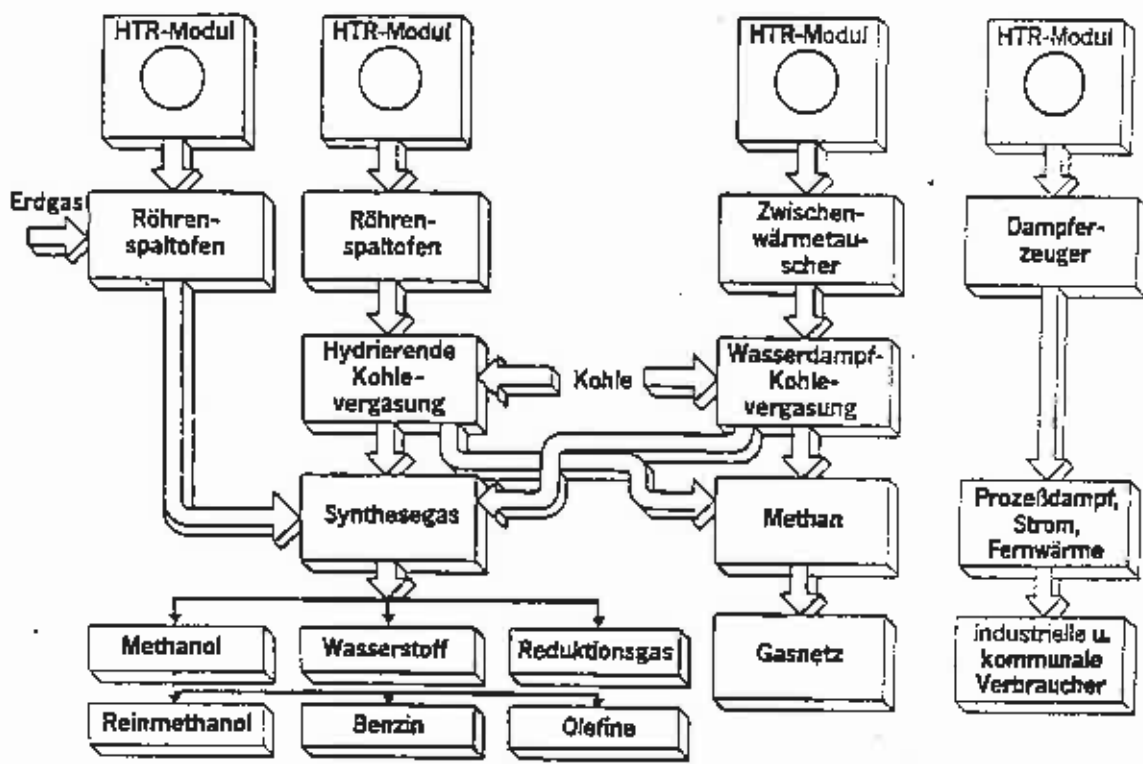 HTR-Modul
HTR-Modul
HTR-Modul
HTR-Modul
Erdgas
Röhren-
spaltofen
Röhren-
spaltofen
Zwischen-
wärmetau-
scher
Dampfer-
zeuger
Hydrierende
Kohle-
vergasung
Kohle
Wasserdampf-
Kohle-
vergasung
Synthesegas
Methan
Prozeßdampf,
Strom,
Fernwärme
Methanol
Wasserstoff
Reduktionsgas
Gasnetz
industrielle u.
kommunale
Verbraucher
Reinmethanol
Benzin
Olefine